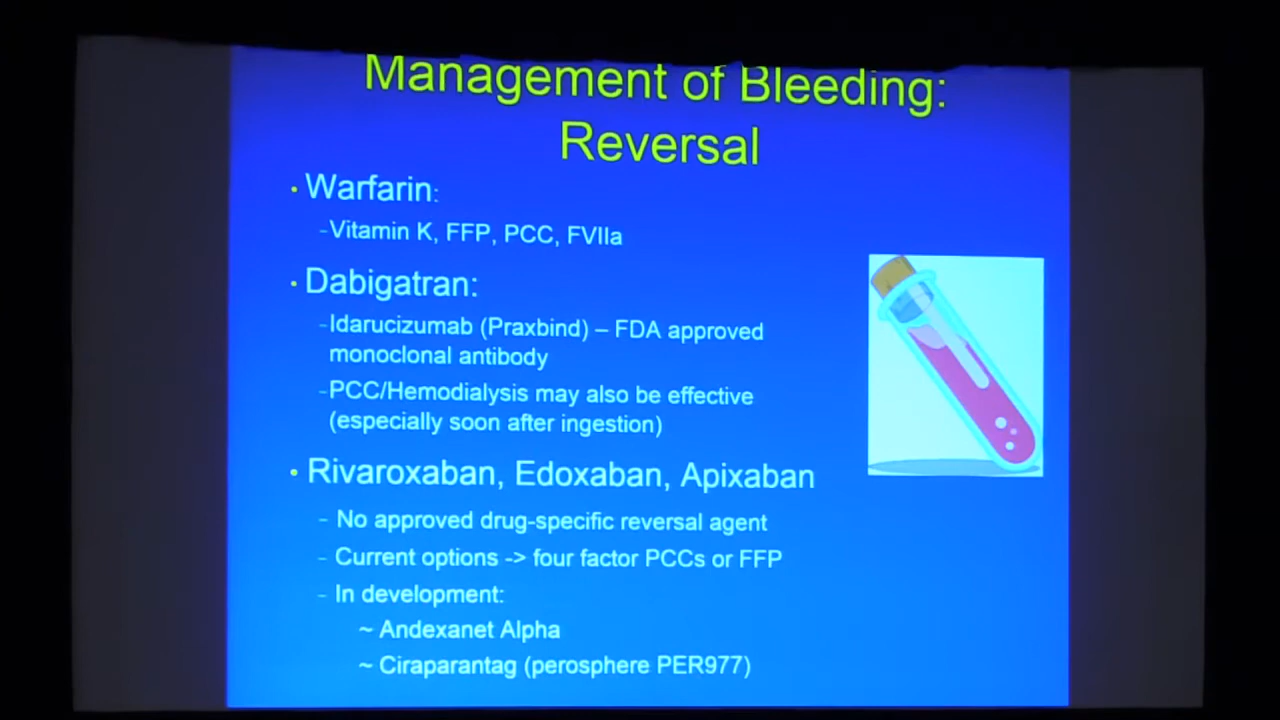 Management of Bleeding:
Reversal
· Warfarin:
-Vitamin K, FFP, PCC, FVIIa
· Dabigatran:
-Idarucizumab (Praxbind) – FDA approved
monoclonal antibody
-PCC/Hemodialysis may also be effective
(especially soon after ingestion)
· Rivaroxaban, Edoxaban, Apixaban
- No approved drug-specific reversal agent
- Current options -> four factor PCCs or FFP
- In development:
~ Andexanet Alpha
~ Ciraparantag (perosphere PER977)